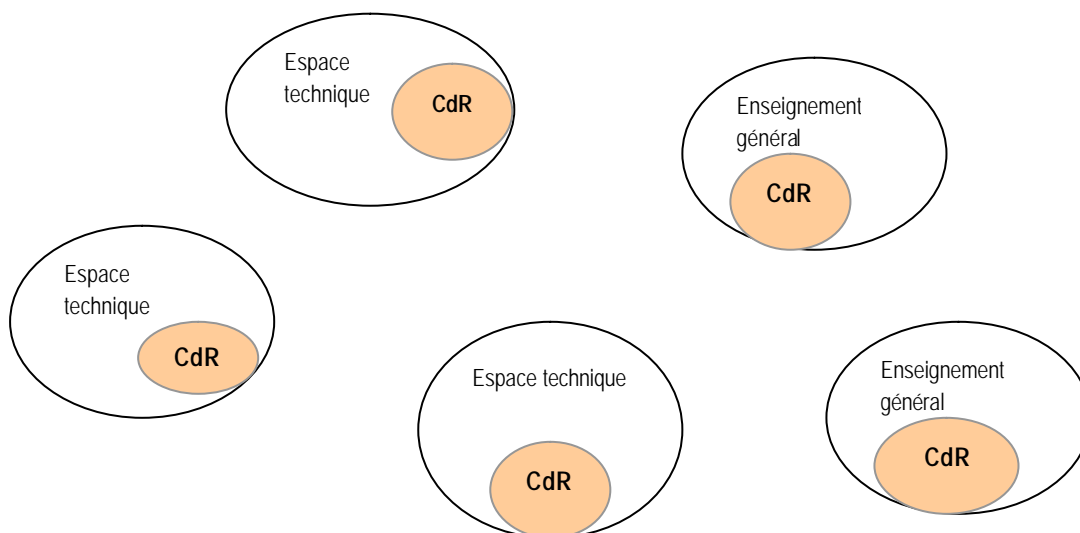 Espace
technique
CdR
Enseignement
général
CdR
Espace
technique
CdR
Espace technique
CdR
Enseignement
général
CdR